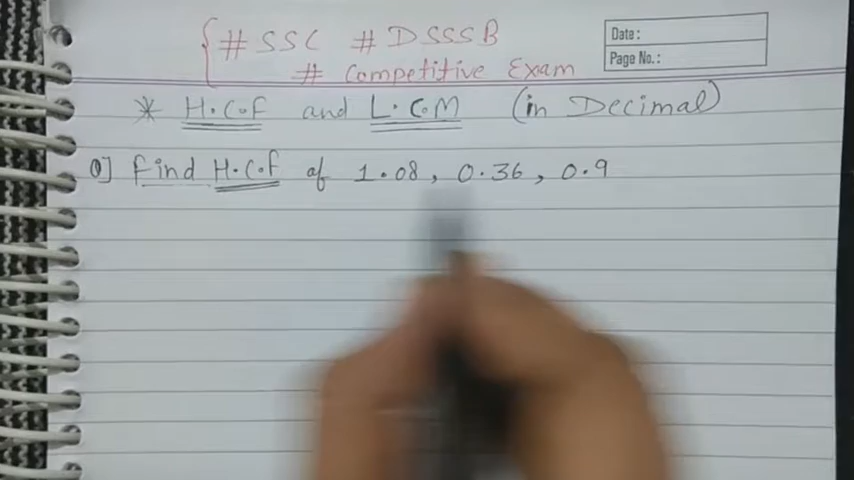 # SSC # DSSSB
# Competitive Exam
Date:
Page No.:
* H.C.F and L.C.M (in Decimal)
Q] Find H.C.F of 1.08, 0.36, 0.9